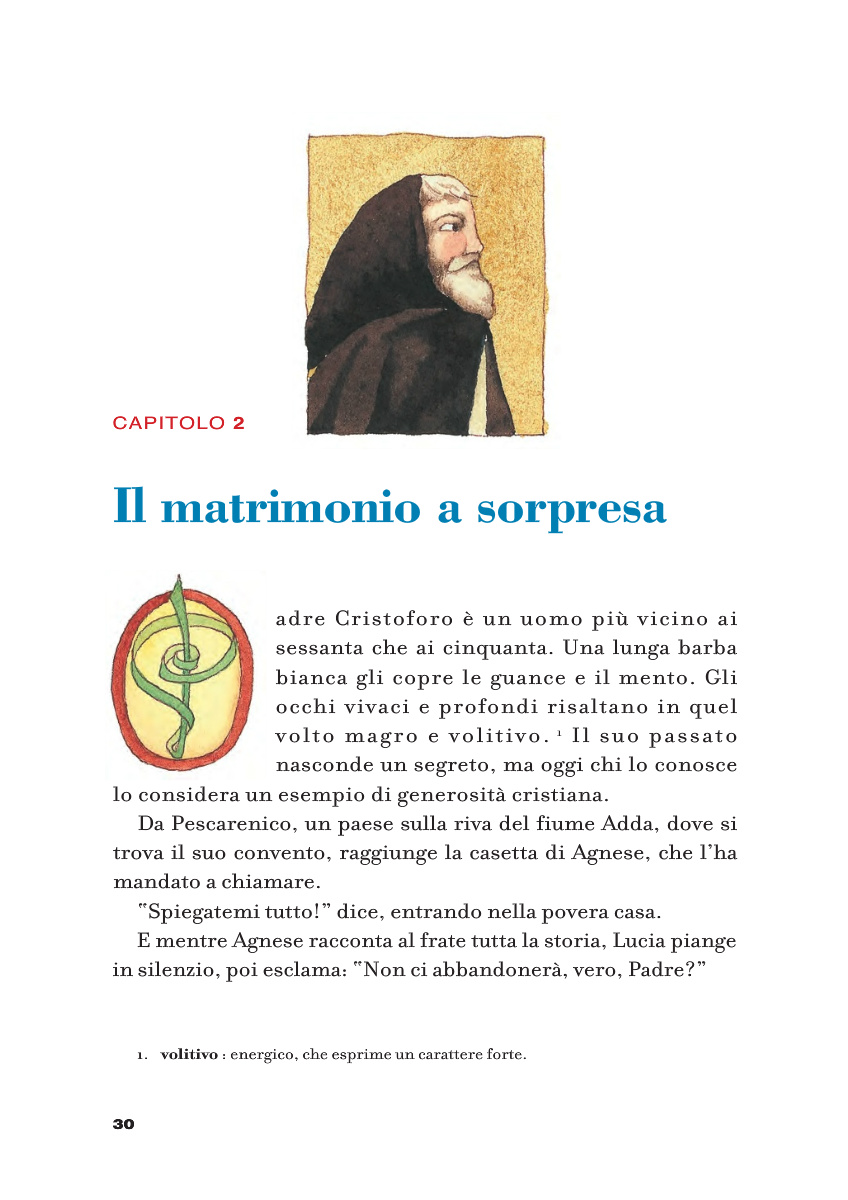 CAPITOLO 2
Il matrimonio a sorpresa
Padre Cristoforo è un uomo più vicino ai
sessanta che ai cinquanta. Una lunga barba
bianca gli copre le guance e il mento. Gli
occhi vivaci e profondi risaltano in quel
volto magro e volitivo. 1 Il suo passato
nasconde un segreto, ma oggi chi lo conosce
lo considera un esempio di generosità cristiana.
Da Pescarenico, un paese sulla riva del fiume Adda, dove si
trova il suo convento, raggiunge la casetta di Agnese, che l’ha
mandato a chiamare.
“Spiegatemi tutto!” dice, entrando nella povera casa.
E mentre Agnese racconta al frate tutta la storia, Lucia piange
in silenzio, poi esclama: “Non ci abbandonerà, vero, Padre?”
1. volitivo : energico, che esprime un carattere forte.
30